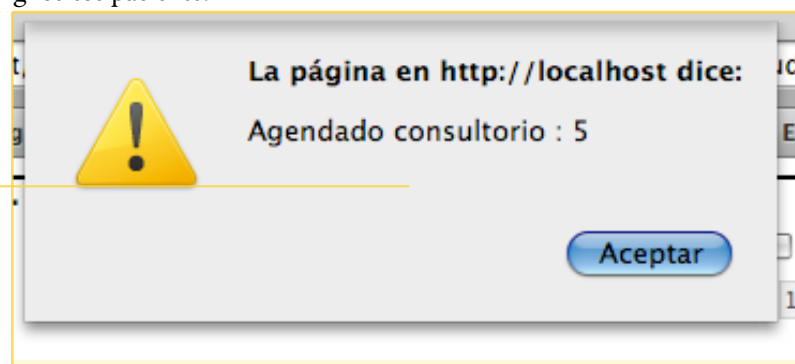 La página en http://localhost dice:
Agendado consultorio : 5
Aceptar